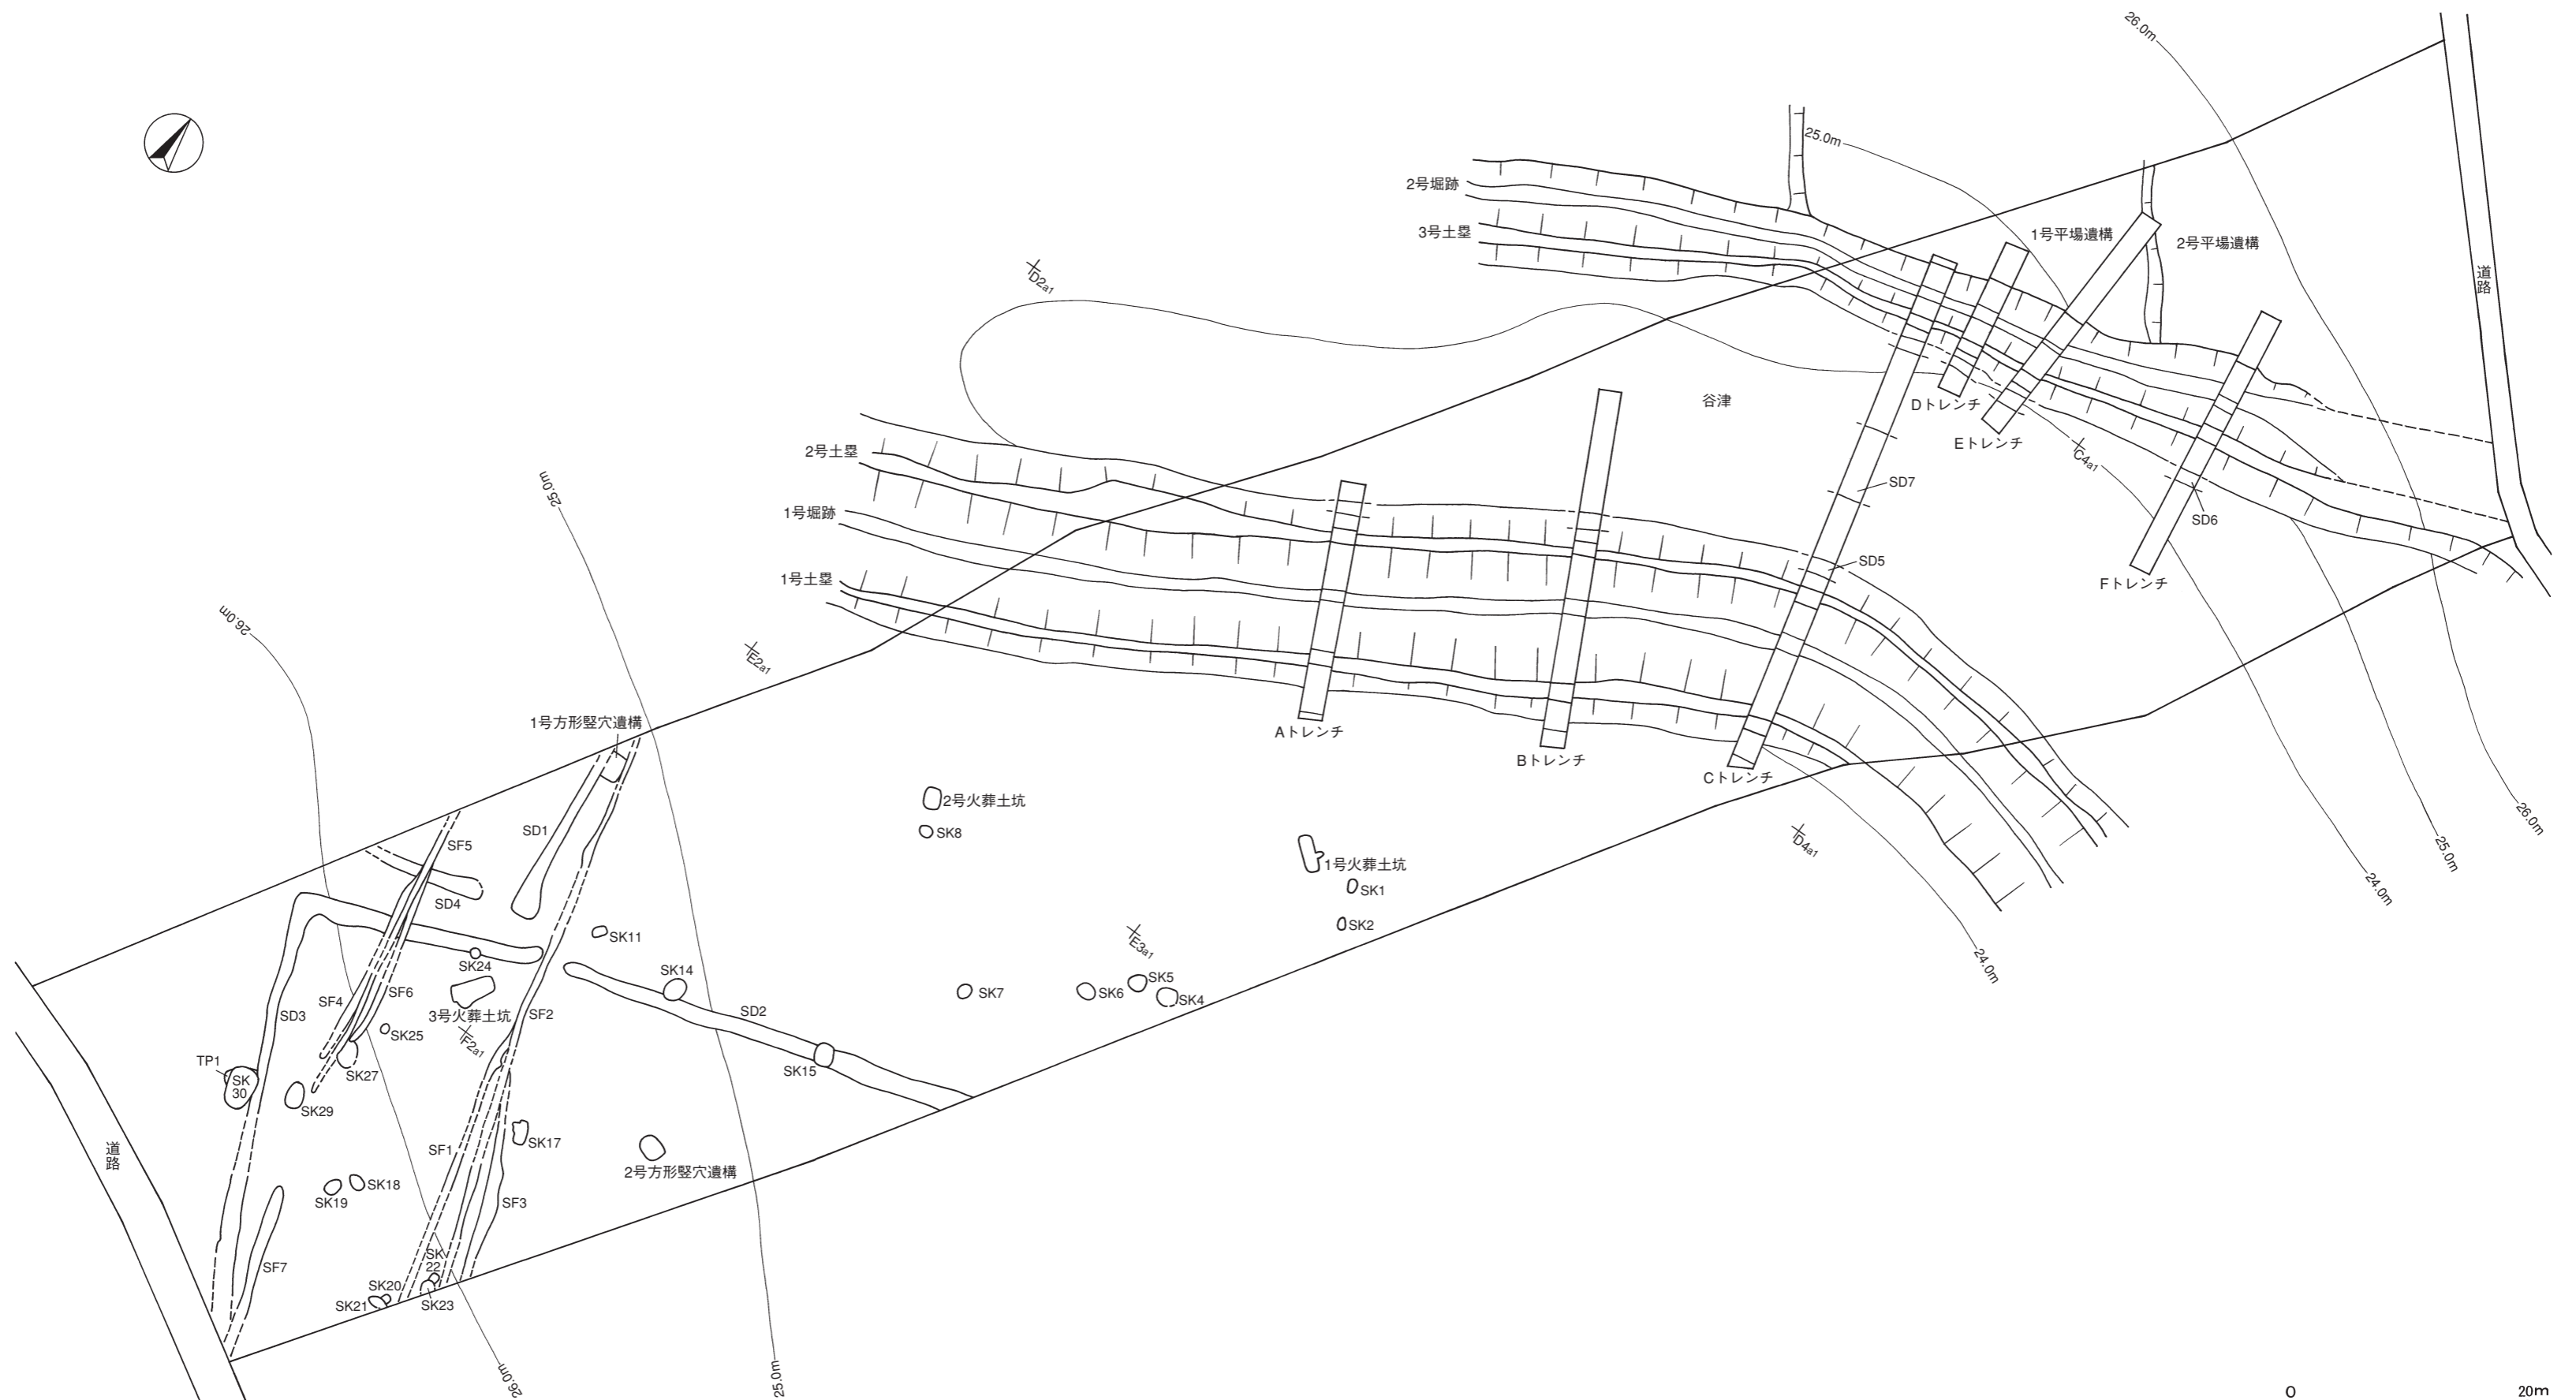 26.0m
25.0m
2号堀跡
3号土塁
1号平場遺構
2号平場遺構
道路
D2a1
谷津
Dトレンチ
Eトレンチ
C4a1
2号土塁
25.0m
SD7
1号堀跡
SD6
SD5
1号土塁
Fトレンチ
26.0m
E2a1
1号方形竪穴遺構
Aトレンチ
Bトレンチ
Cトレンチ
2号火葬土坑
SK8
SD1
SF5
26.0m
D4a1
25.0m
1号火葬土坑
SK1
24.0m
SD4
SK2
SK11
E3a1
SK24
SK14
24.0m
SK5
SF4
SF6
SK7
SK6
SK4
SD3
3号火葬土坑
SF2
SD2
SK25
F2a1
TP1
SK27
SK15
SK
30
SK29
道路
SF1
SK17
2号方形竪穴遺構
SK18
SK19
SF3
SK
22
SF7
SK20
SK21
SK23
26.0m
25.0m
0
20m